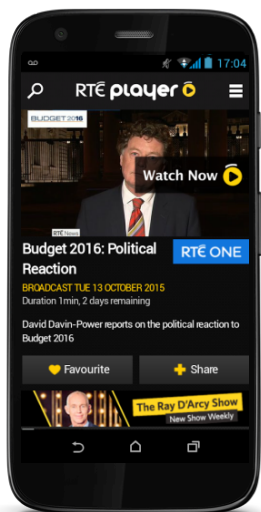 17:04
RTÉ player
BUDGET 2016
Watch Now
RTÉ News
Budget 2016: Political
Reaction
RTÉ ONE
BROADCAST TUE 13 OCTOBER 2015
Duration 1min, 2 days remaining
David Davin-Power reports on the political reaction to
Budget 2016
Favourite
Share
The Ray D'Arcy Show
New Show Weekly